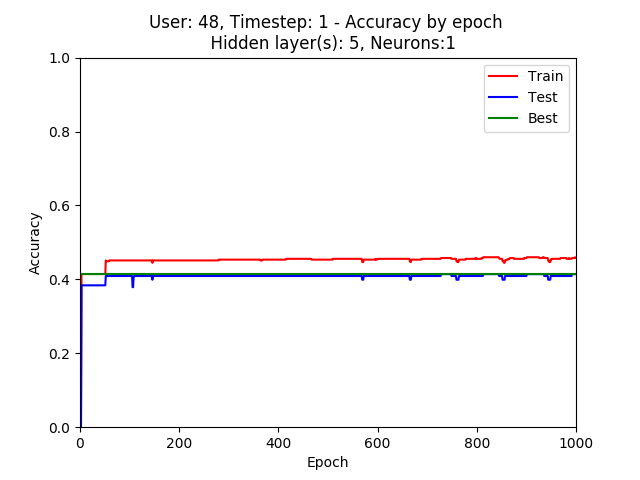 User: 48, Timestep: 1 - Accuracy by epoch
Hidden layer(s): 5, Neurons:1
1.0
Train
Test
Best
0.8
0.6
Accuracy
0.4
0.2
0.0
0 200 400 600 800 1000
Epoch